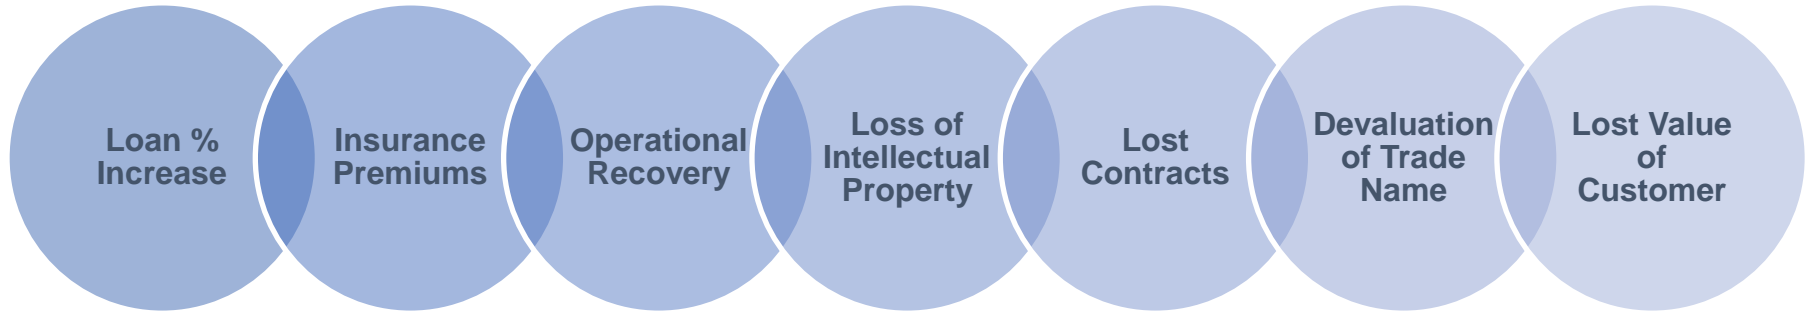 Loan %
Increase
Insurance
Premiums
Operational
Recovery
Loss of
Intellectual
Property
Lost
Contracts
Devaluation
of Trade
Name
Lost Value
of
Customer